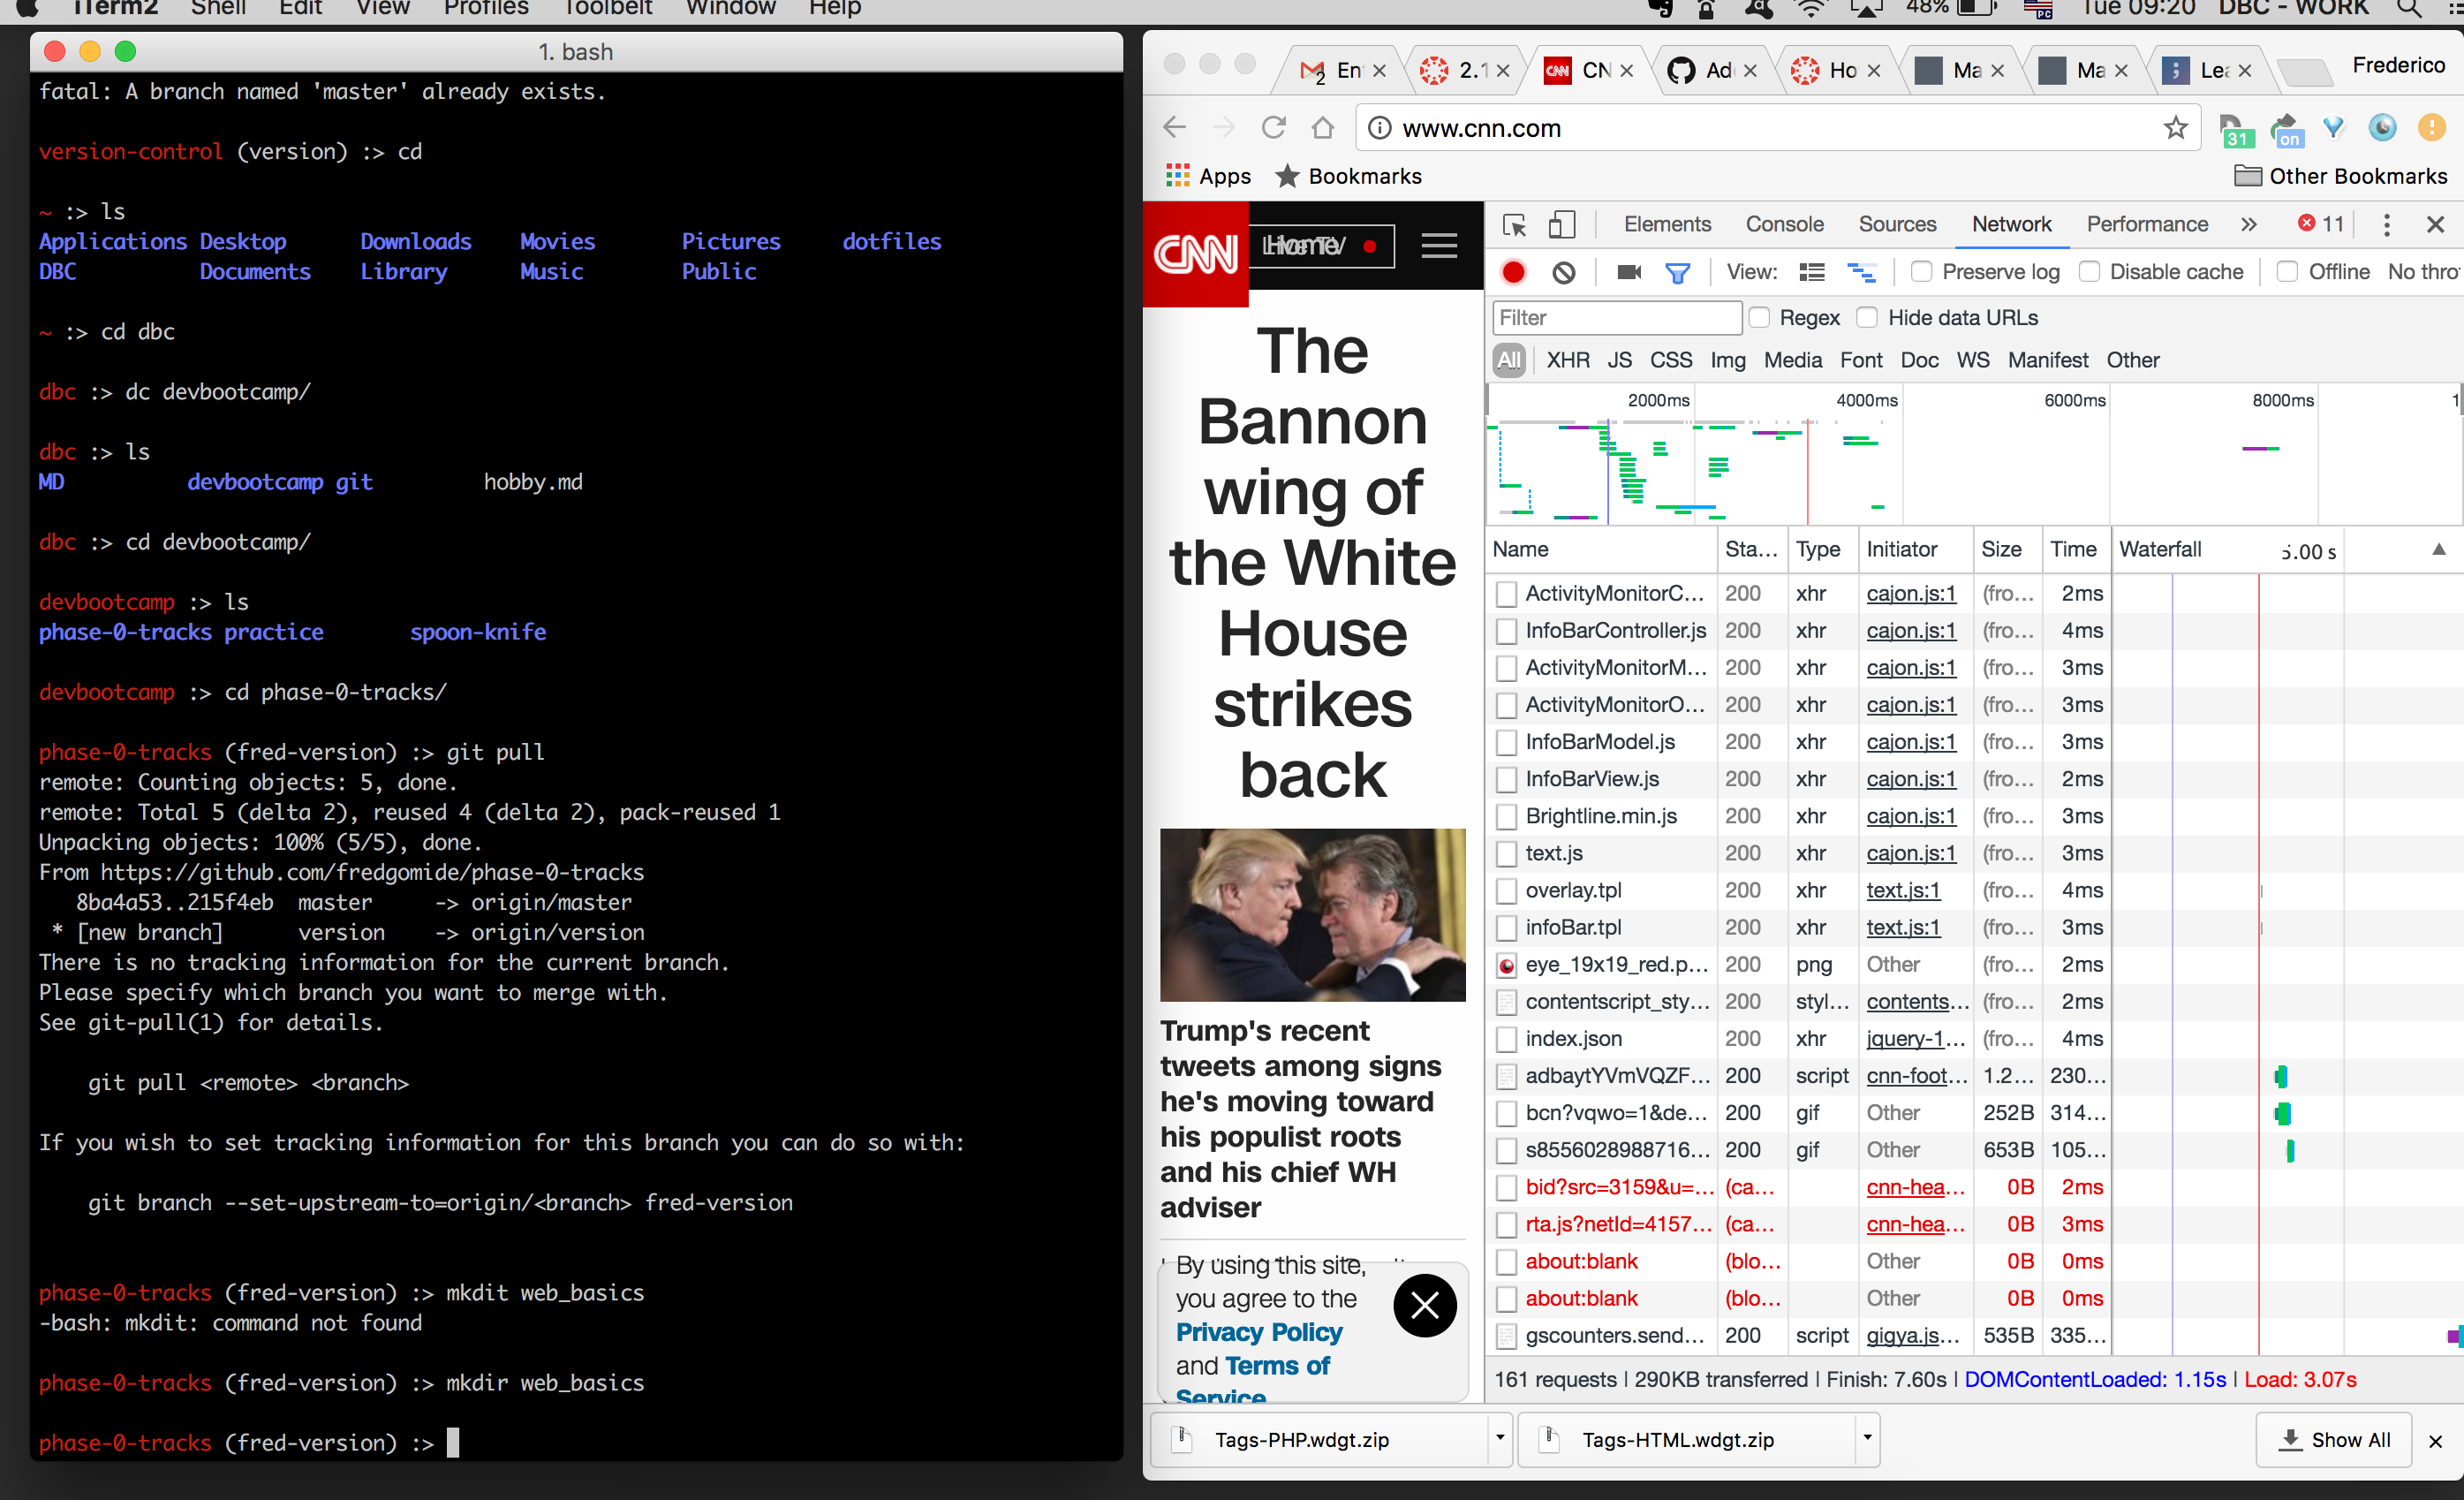 iTerm2 Shell Edit View Profiles Toolbelt Window Help 48% PC Tue 09:20 DBC - WORK
1. bash
fatal: A branch named 'master' already exists.
version-control (version) :> cd
~ :> ls
Applications Desktop Downloads Movies Pictures dotfiles
DBC Documents Library Music Public
~ :> cd dbc
dbc :> dc devbootcamp/
dbc :> ls
MD devbootcamp git hobby.md
dbc :> cd devbootcamp/
devbootcamp :> ls
phase-0-tracks practice spoon-knife
devbootcamp :> cd phase-0-tracks/
phase-0-tracks (fred-version) :> git pull
remote: Counting objects: 5, done.
remote: Total 5 (delta 2), reused 4 (delta 2), pack-reused 1
Unpacking objects: 100% (5/5), done.
From https://github.com/fredgomide/phase-0-tracks
8ba4a53..215f4eb master -> origin/master
* [new branch] version -> origin/version
There is no tracking information for the current branch.
Please specify which branch you want to merge with.
See git-pull(1) for details.
git pull <remote> <branch>
If you wish to set tracking information for this branch you can do so with:
git branch --set-upstream-to=origin/<branch> fred-version
phase-0-tracks (fred-version) :> mkdit web_basics
-bash: mkdit: command not found
phase-0-tracks (fred-version) :> mkdir web_basics
phase-0-tracks (fred-version) :>
2 En 2.1 CNN CN Ad Ho Ma Ma Lea Frederico
www.cnn.com 31 on
Apps Bookmarks Other Bookmarks
CNN Home Live TV
The
Bannon
wing of
the White
House
strikes
back
Trump's recent
tweets among signs
he's moving toward
his populist roots
and his chief WH
adviser
By using this site,
you agree to the
Privacy Policy
and Terms of
Service
Elements Console Sources Network Performance » 11
View: Preserve log Disable cache Offline No thro
Filter Regex Hide data URLs
All XHR JS CSS Img Media Font Doc WS Manifest Other
2000ms 4000ms 6000ms 8000ms 1
Name Sta... Type Initiator Size Time Waterfall 5.00 s
ActivityMonitorC... 200 xhr cajon.js:1 (fro... 2ms
InfoBarController.js 200 xhr cajon.js:1 (fro... 4ms
ActivityMonitorM... 200 xhr cajon.js:1 (fro... 3ms
ActivityMonitorO... 200 xhr cajon.js:1 (fro... 3ms
InfoBarModel.js 200 xhr cajon.js:1 (fro... 3ms
InfoBarView.js 200 xhr cajon.js:1 (fro... 2ms
Brightline.min.js 200 xhr cajon.js:1 (fro... 3ms
text.js 200 xhr cajon.js:1 (fro... 3ms
overlay.tpl 200 xhr text.js:1 (fro... 4ms
infoBar.tpl 200 xhr text.js:1 (fro... 3ms
eye_19x19_red.p... 200 png Other (fro... 2ms
contentscript_sty... 200 styl... contents... (fro... 2ms
index.json 200 xhr jquery-1... (fro... 4ms
adbaytYVmVQZF... 200 script cnn-foot... 1.2... 230...
bcn?vqwo=1&de... 200 gif Other 252B 314...
s8556028988716... 200 gif Other 653B 105...
bid?src=3159&u=... (ca... cnn-hea... 0B 2ms
rta.js?netId=4157... (ca... cnn-hea... 0B 3ms
about:blank (blo... Other 0B 0ms
about:blank (blo... Other 0B 0ms
gscounters.send... 200 script gigya.js... 535B 335...
161 requests | 290KB transferred | Finish: 7.60s | DOMContentLoaded: 1.15s | Load: 3.07s
Tags-PHP.wdgt.zip Tags-HTML.wdgt.zip Show All